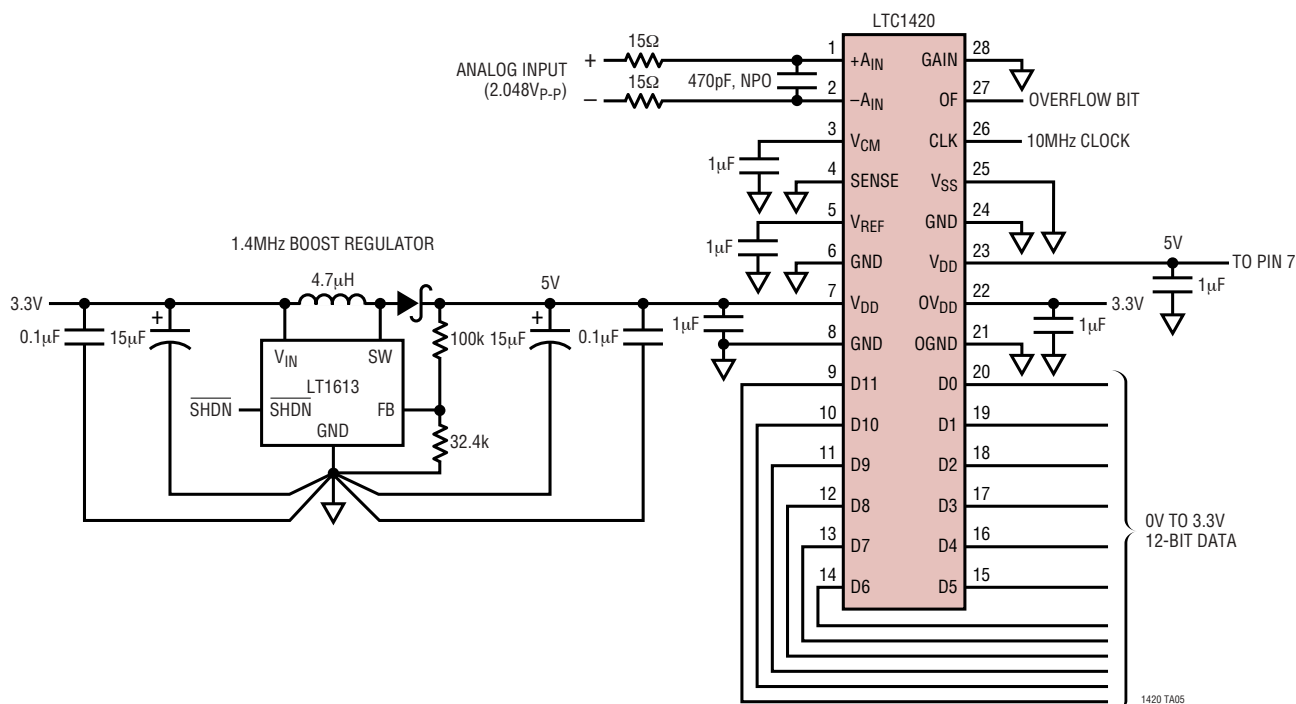 LTC1420
ANALOG INPUT
(2.048VP-P)
+
–
15Ω
15Ω
470pF, NPO
1
+AIN
2
–AIN
3
VCM
1µF
4
SENSE
5
VREF
1µF
6
GND
7
VDD
1µF
8
GND
9
D11
10
D10
11
D9
12
D8
13
D7
14
D6
GAIN
28
OF
27
OVERFLOW BIT
CLK
26
10MHz CLOCK
VSS
25
GND
24
VDD
23
5V
TO PIN 7
1µF
OVDD
22
3.3V
1µF
OGND
21
D0
20
D1
19
D2
18
D3
17
D4
16
D5
15
0V TO 3.3V
12-BIT DATA
1.4MHz BOOST REGULATOR
3.3V
4.7µH
5V
0.1µF
15µF
+
VIN
SW
LT1613
SHDN
SHDN
FB
GND
100k
32.4k
+
15µF
0.1µF
1420 TA05